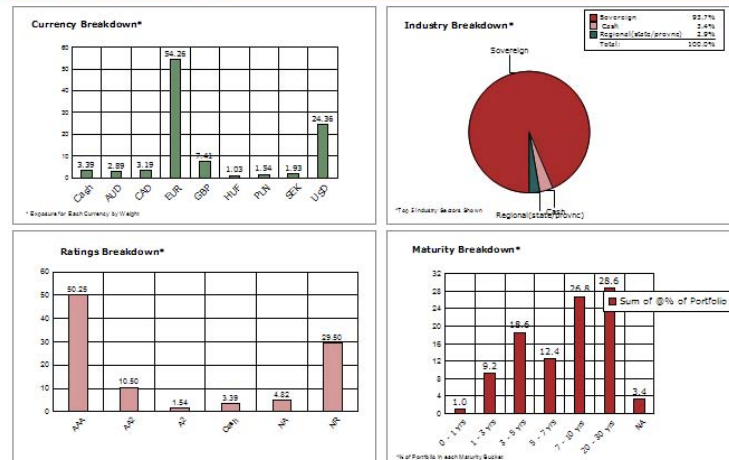 Currency Breakdown*
60
50
40
30
20
10
0
3.39
2.89
3.19
54.26
7.41
1.03
1.54
1.93
24.36
Cash
AUD
CAD
EUR
GBP
HUF
PLN
SEK
USD
* Exposure for Each Currency by Weight
Industry Breakdown*
Sovereign 93.7%
Cash 3.4%
Regional(state/provnc) 2.9%
Total: 100.0%
Sovereign
Cash
Regional(state/provnc)
*Top 5 Industry Sectors Shown
Ratings Breakdown*
60
50
40
30
20
10
0
50.25
10.50
1.54
3.39
4.82
29.50
AAA
AA2
A2
Cash
NA
NR
Maturity Breakdown*
32
28
24
20
16
12
8
4
0
1.0
9.2
18.6
12.4
26.8
28.6
3.4
Sum of @% of Portfolio
0 - 1 yrs
1 - 3 yrs
3 - 5 yrs
5 - 7 yrs
7 - 10 yrs
20 - 30 yrs
NA
*% of Portfolio in each Maturity Bucket